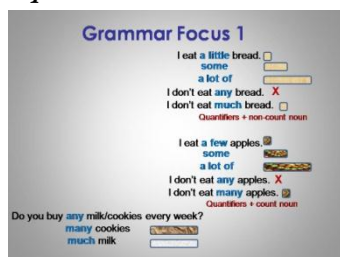 Grammar Focus 1
I eat a little bread.
some
a lot of
I don't eat any bread. X
I don't eat much bread.
Quantifiers + non-count noun
I eat a few apples.
some
a lot of
I don't eat any apples. X
I don't eat many apples.
Quantifiers + count noun
Do you buy any milk/cookies every week?
many cookies
much milk